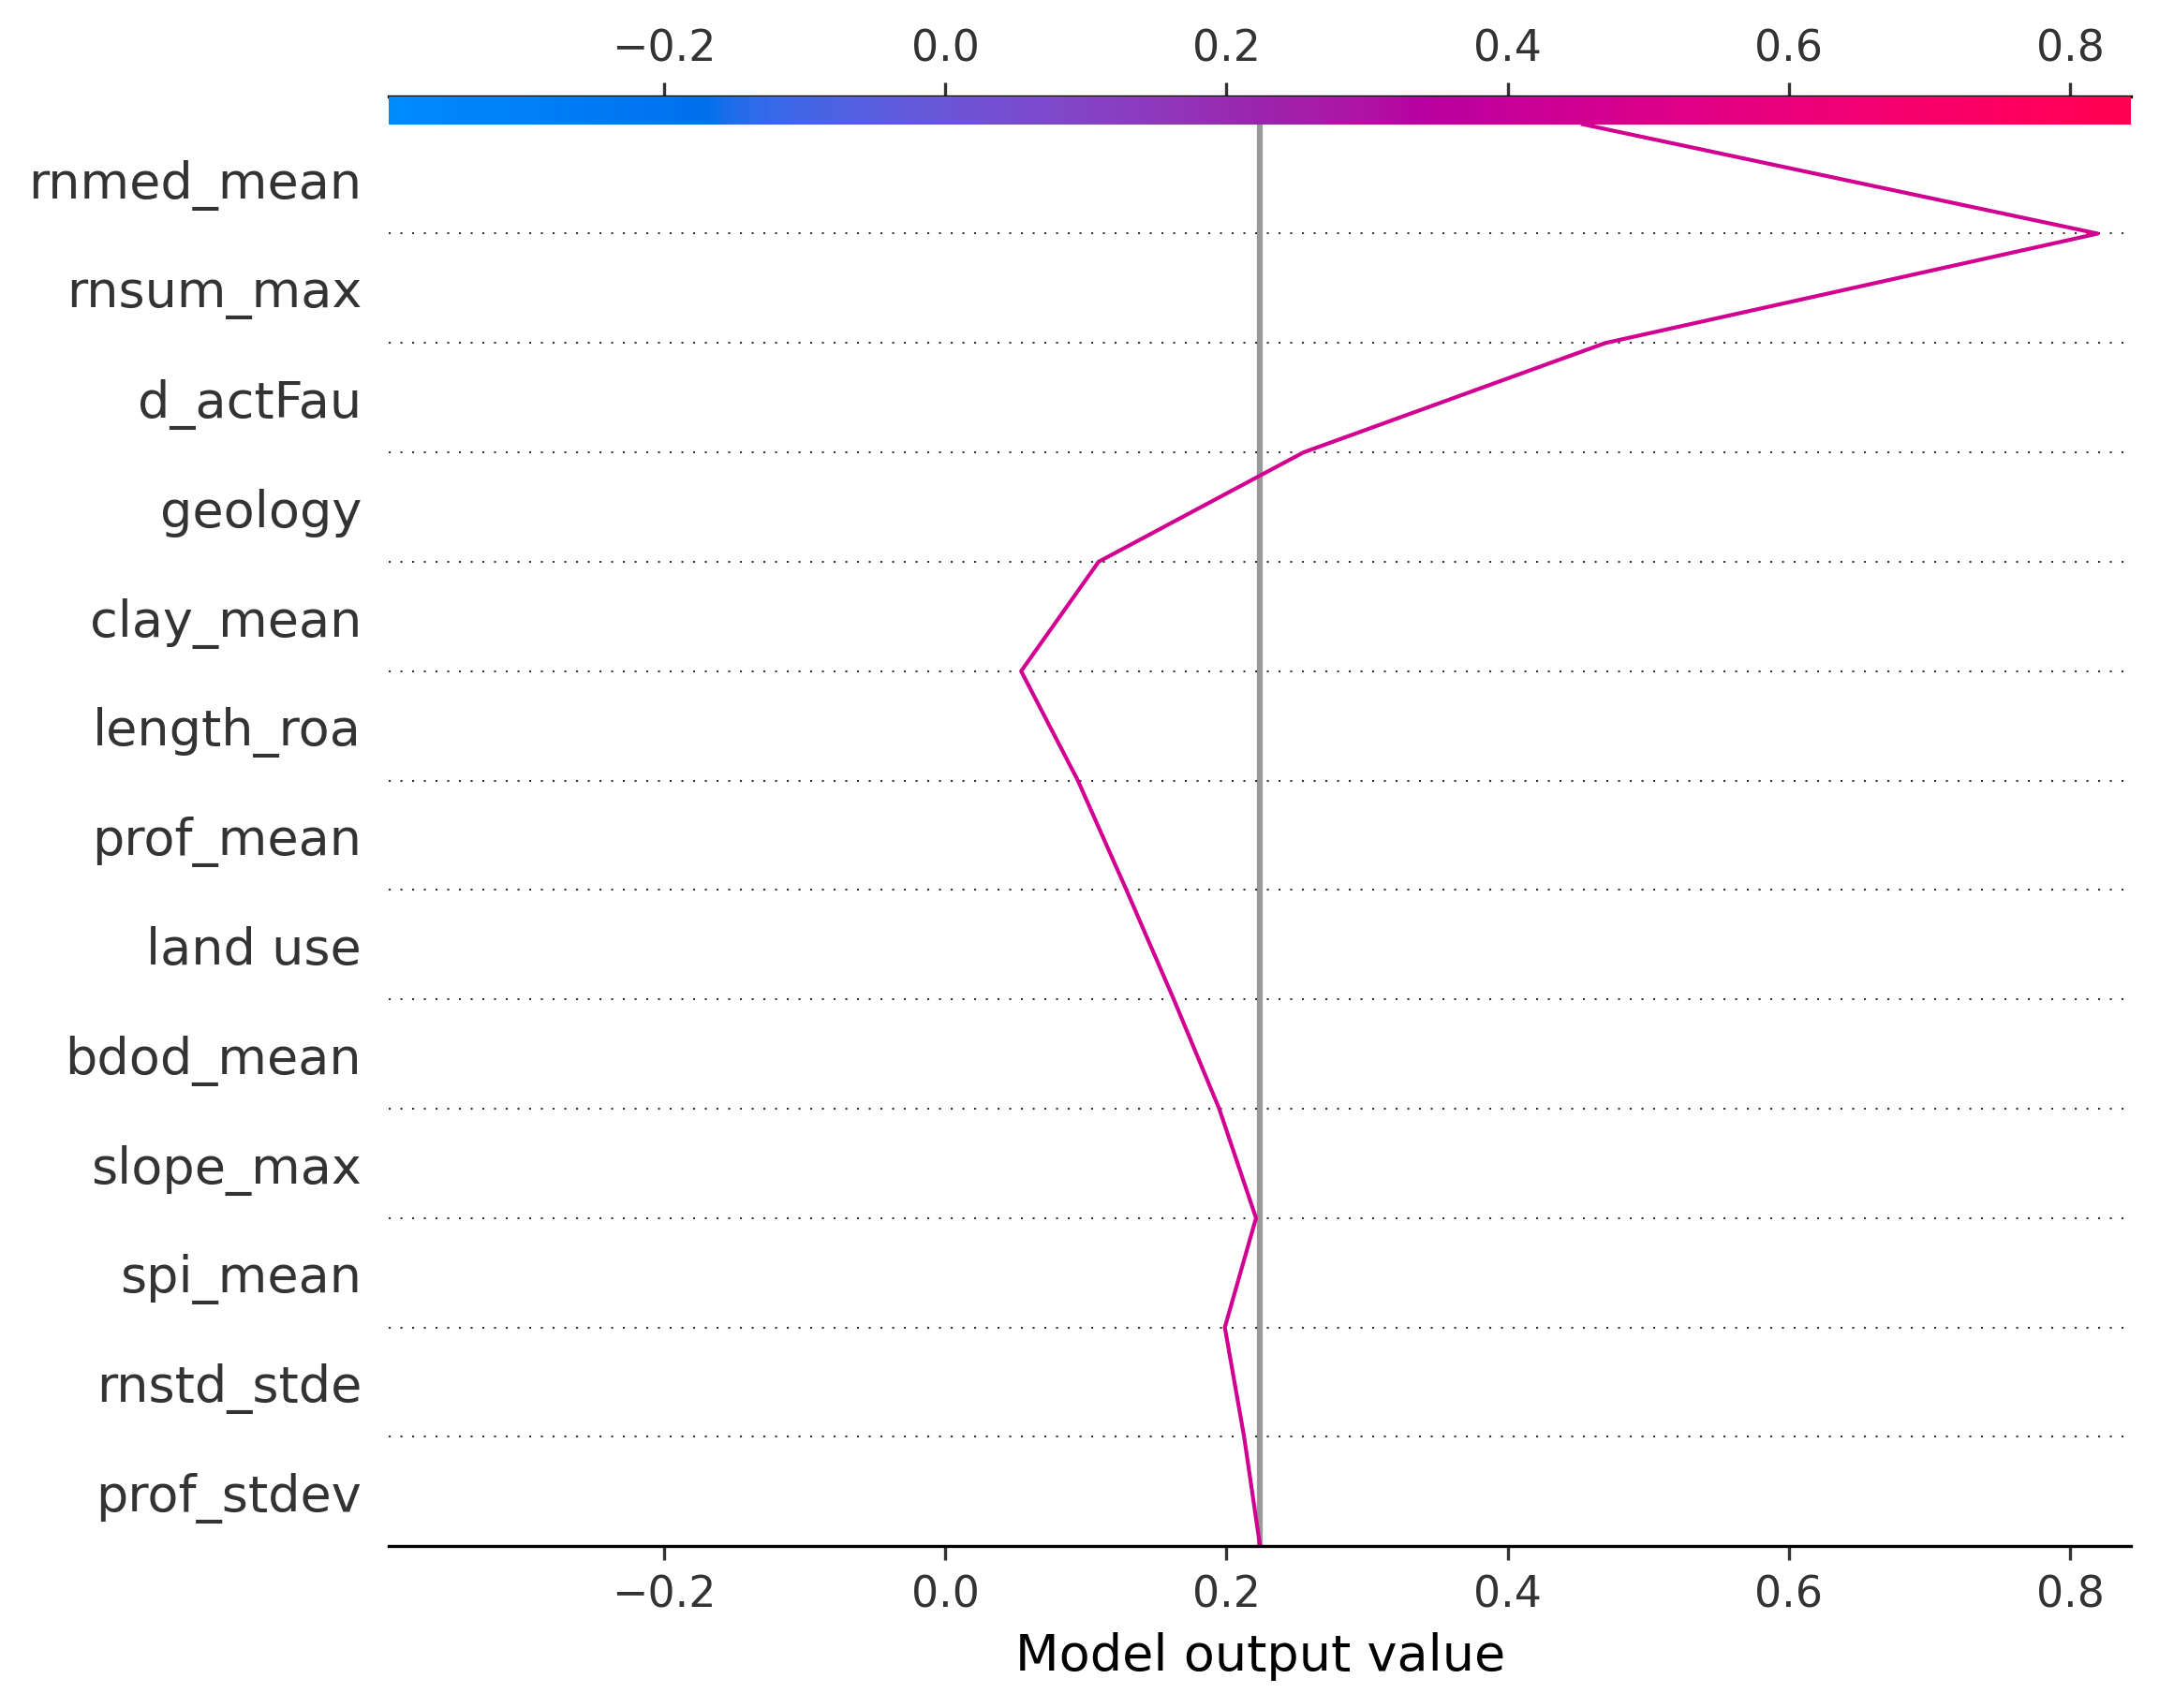 −0.2 0.0 0.2 0.4 0.6 0.8
rnmed_mean
rnsum_max
d_actFau
geology
clay_mean
length_roa
prof_mean
land use
bdod_mean
slope_max
spi_mean
rnstd_stde
prof_stdev
−0.2 0.0 0.2 0.4 0.6 0.8
Model output value